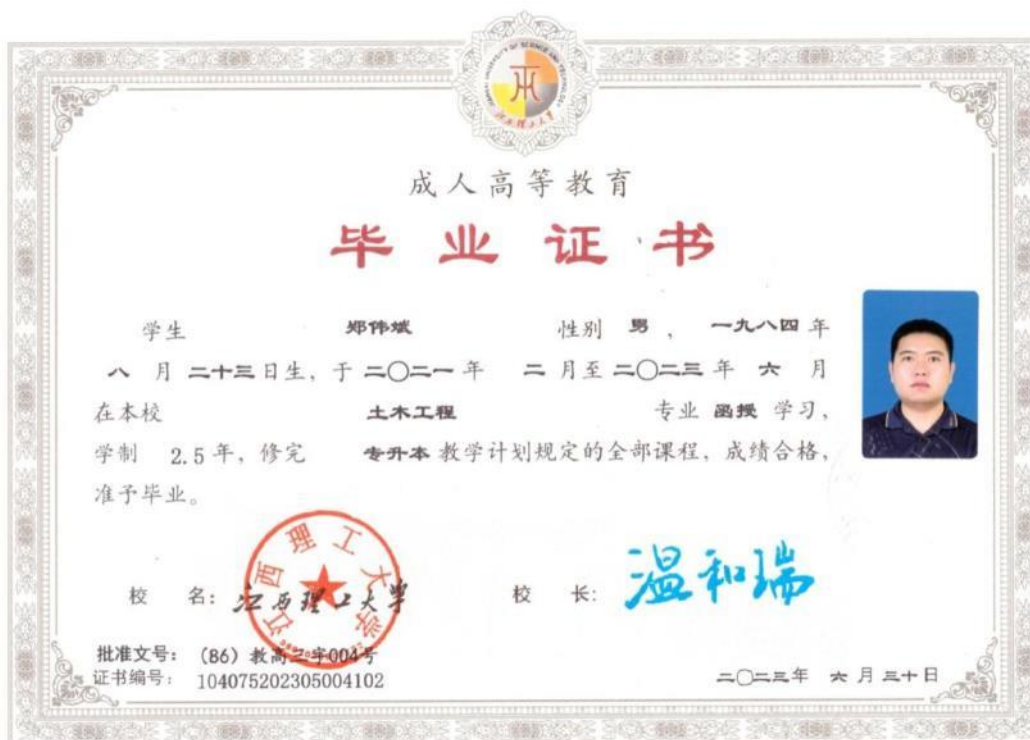 成人高等教育
毕业证书
学生 郑伟斌 性别 男 ， 一九八四 年
八 月 二十三 日生，于 二〇二一 年 二 月至 二〇二三 年 六 月
在本校 土木工程 专业 函授 学习，
学制 2.5 年，修完 专升本 教学计划规定的全部课程，成绩合格，
准予毕业。
江西理工大学
校 名：江西理工大学 校 长：温和瑞
批准文号：(86) 教高二字004号
证书编号：104075202305004102
二〇二三年 六 月 三十日